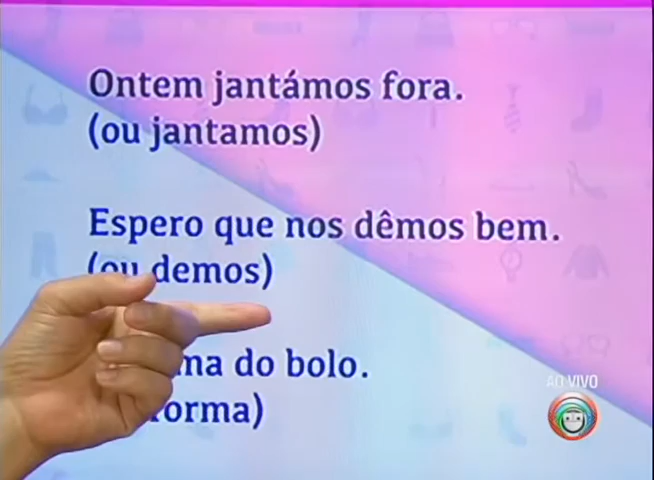 Ontem jantámos fora.
(ou jantamos)
Espero que nos dêmos bem.
(ou demos)
do bolo.
AO VIVO